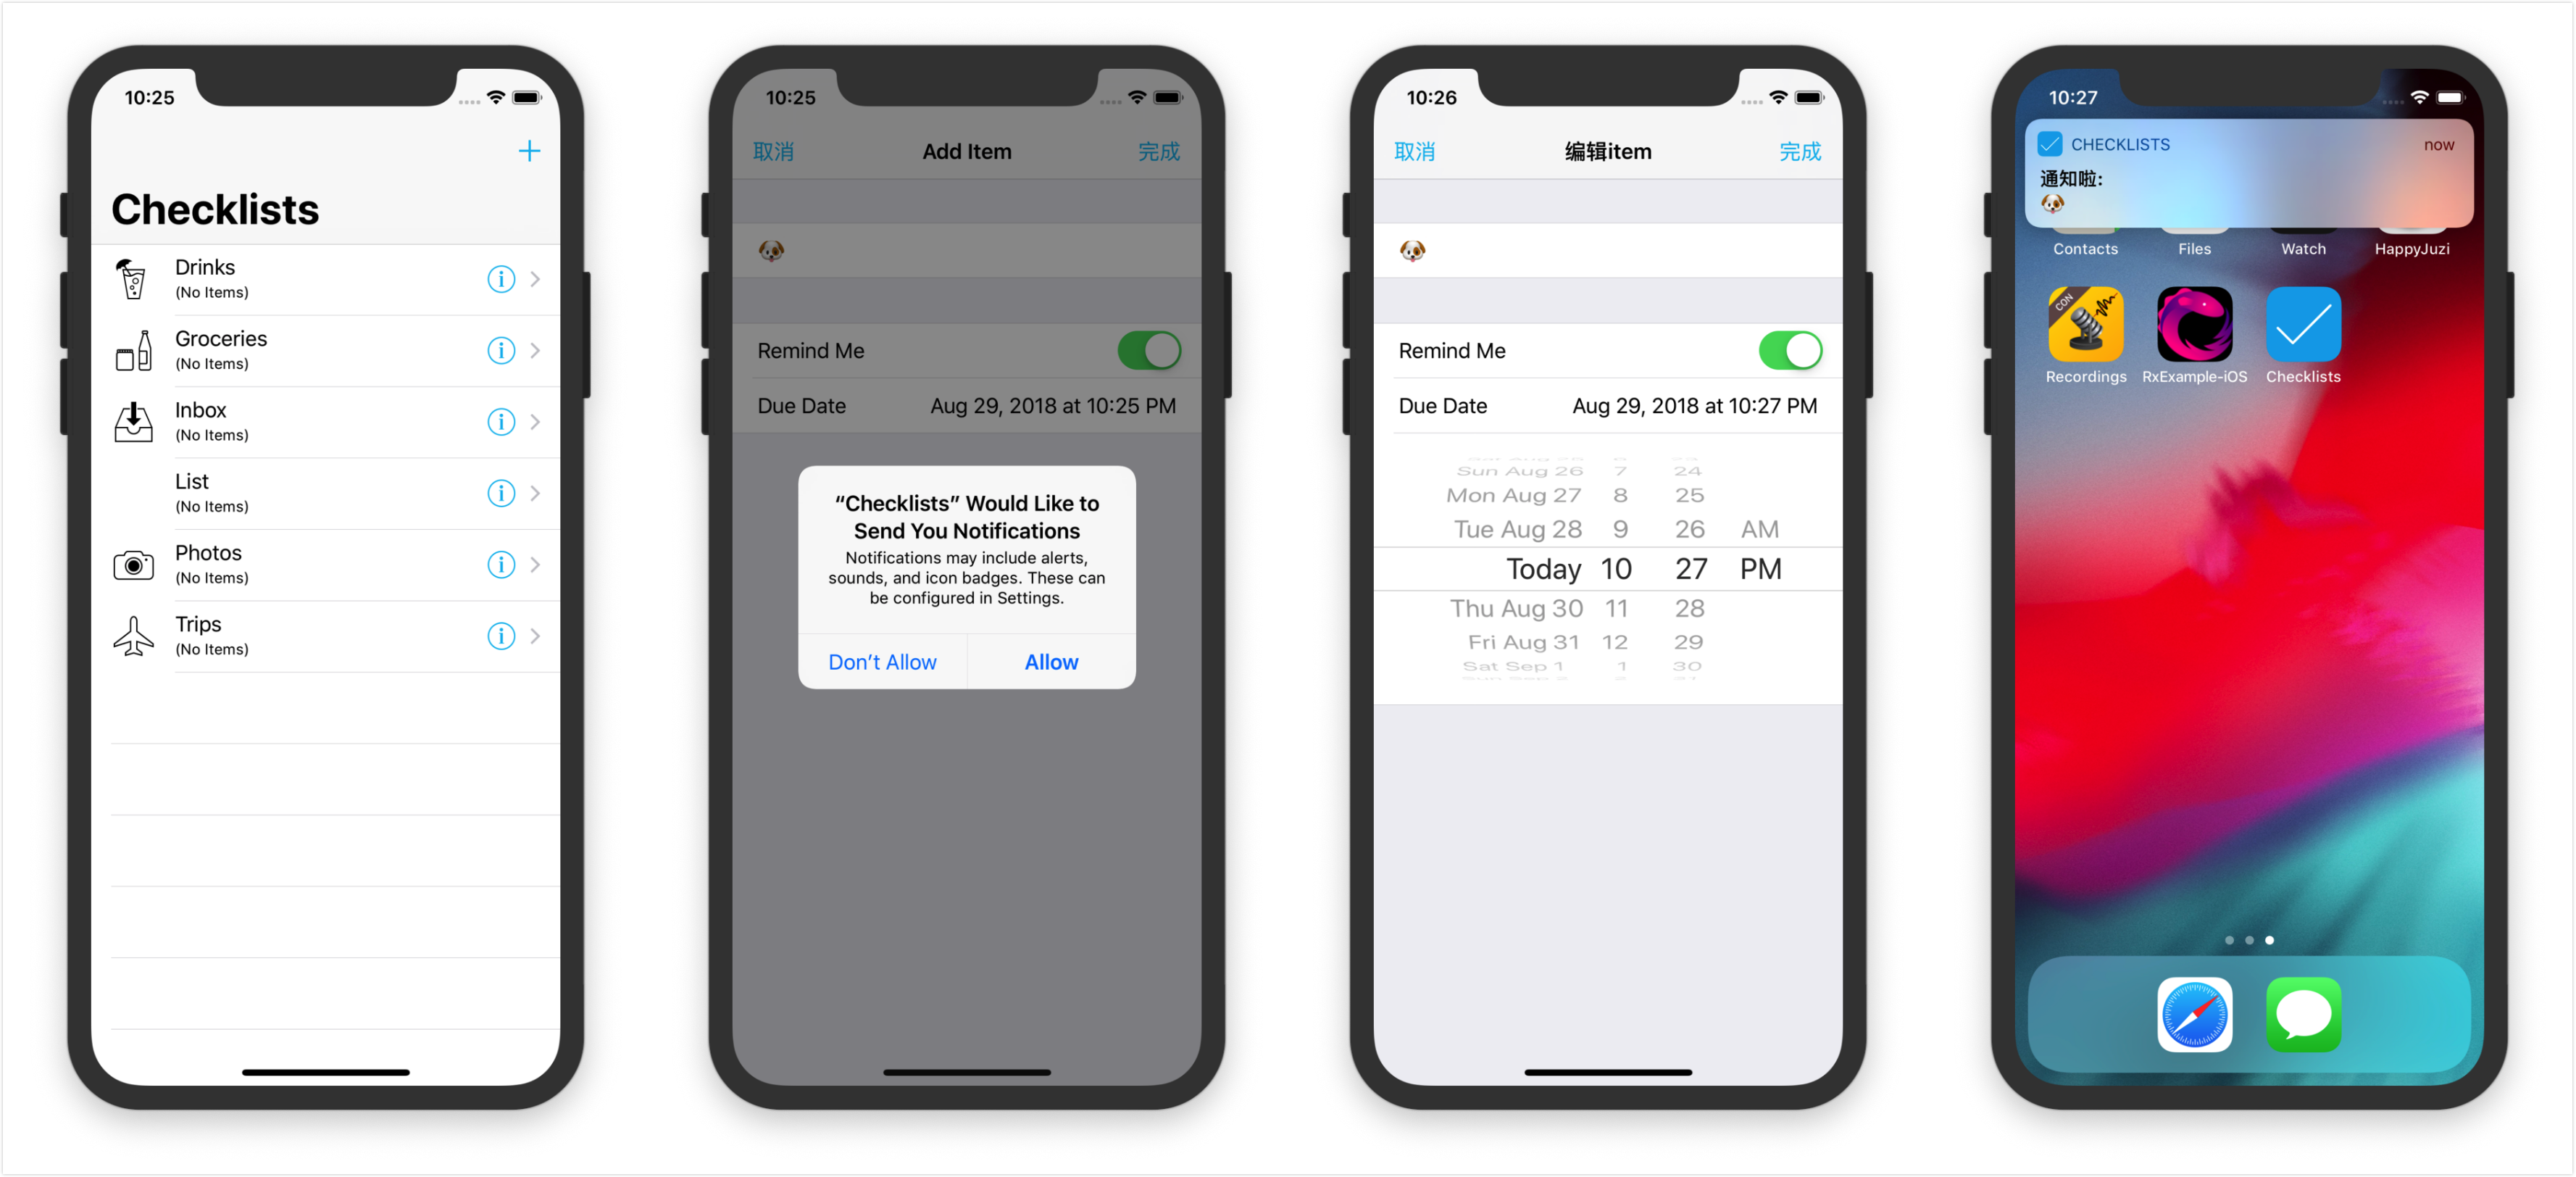 10:25
Checklists
Drinks
(No Items)
Groceries
(No Items)
Inbox
(No Items)
List
(No Items)
Photos
(No Items)
Trips
(No Items)
10:25
取消 Add Item 完成
🐶
Remind Me
Due Date Aug 29, 2018 at 10:25 PM
“Checklists” Would Like to
Send You Notifications
Notifications may include alerts,
sounds, and icon badges. These can
be configured in Settings.
Don’t Allow Allow
10:26
取消 编辑item 完成
🐶
Remind Me
Due Date Aug 29, 2018 at 10:27 PM
Sun Aug 26 7 24
Mon Aug 27 8 25
Tue Aug 28 9 26 AM
Today 10 27 PM
Thu Aug 30 11 28
Fri Aug 31 12 29
Sat Sep 1 1 30
10:27
CHECKLISTS now
通知啦:
🐶
Contacts Files Watch HappyJuzi
CON
Recordings RxExample-iOS Checklists